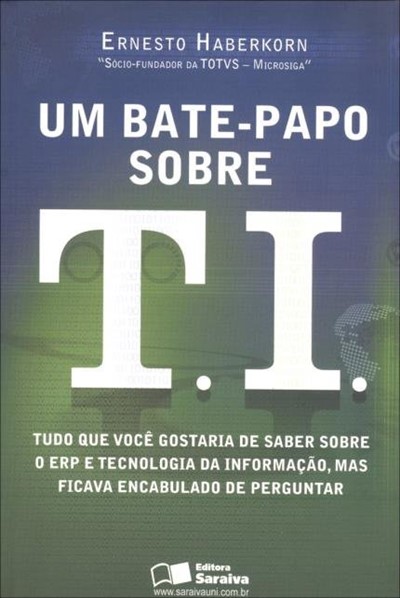 ERNESTO HABERKORN
"SÓCIO-FUNDADOR DA TOTVS – MICROSIGA"
UM BATE-PAPO
SOBRE
T.I.
TUDO QUE VOCÊ GOSTARIA DE SABER SOBRE
O ERP E TECNOLOGIA DA INFORMAÇÃO, MAS
FICAVA ENCABULADO DE PERGUNTAR
Editora
Saraiva
www.saraivauni.com.br